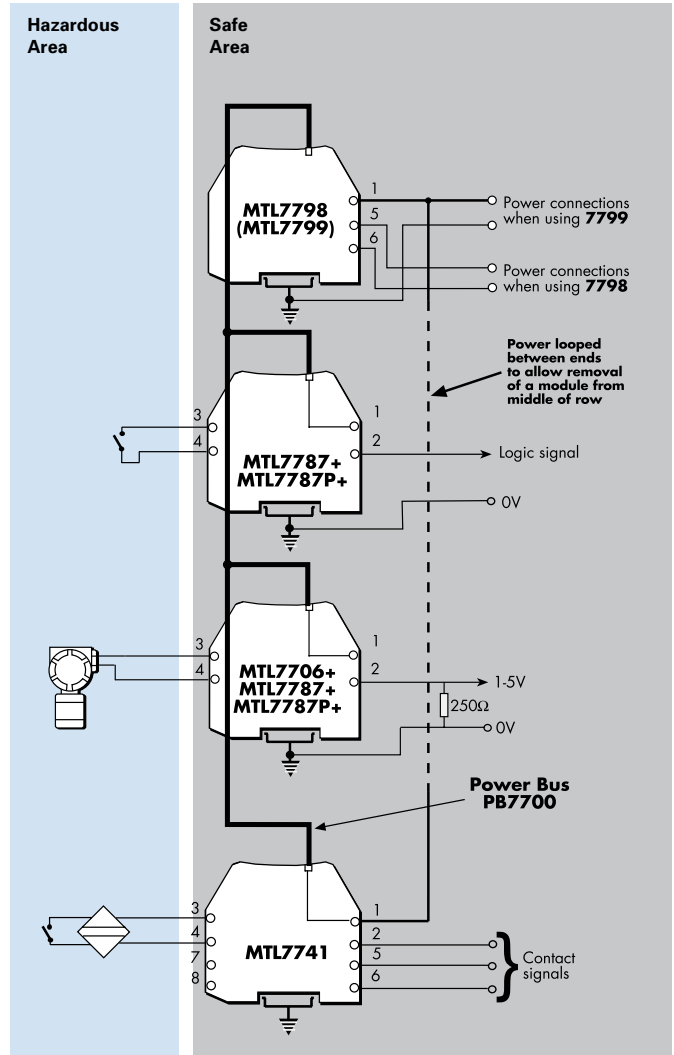 Hazardous
Area
Safe
Area
MTL7798
(MTL7799)
1
5
6
Power connections
when using 7799
Power connections
when using 7798
Power looped
between ends
to allow removal
of a module from
middle of row
3
4
MTL7787+
MTL7787P+
1
2
Logic signal
0V
3
4
MTL7706+
MTL7787+
MTL7787P+
1
2
1-5V
250Ω
0V
Power Bus
PB7700
3
4
7
8
MTL7741
1
2
5
6
Contact
signals